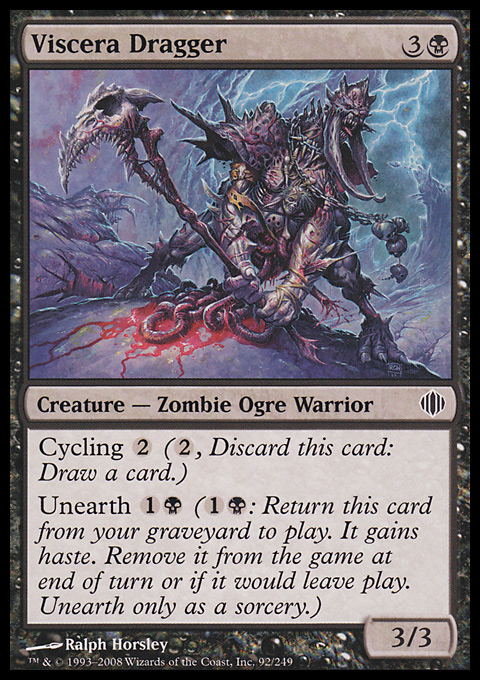 Viscera Dragger 3
Creature — Zombie Ogre Warrior
Cycling 2 (2, Discard this card:
Draw a card.)
Unearth 1 (1: Return this card
from your graveyard to play. It gains
haste. Remove it from the game at
end of turn or if it would leave play.
Unearth only as a sorcery.)
Ralph Horsley
3/3
™ & © 1993–2008 Wizards of the Coast, Inc. 92/249